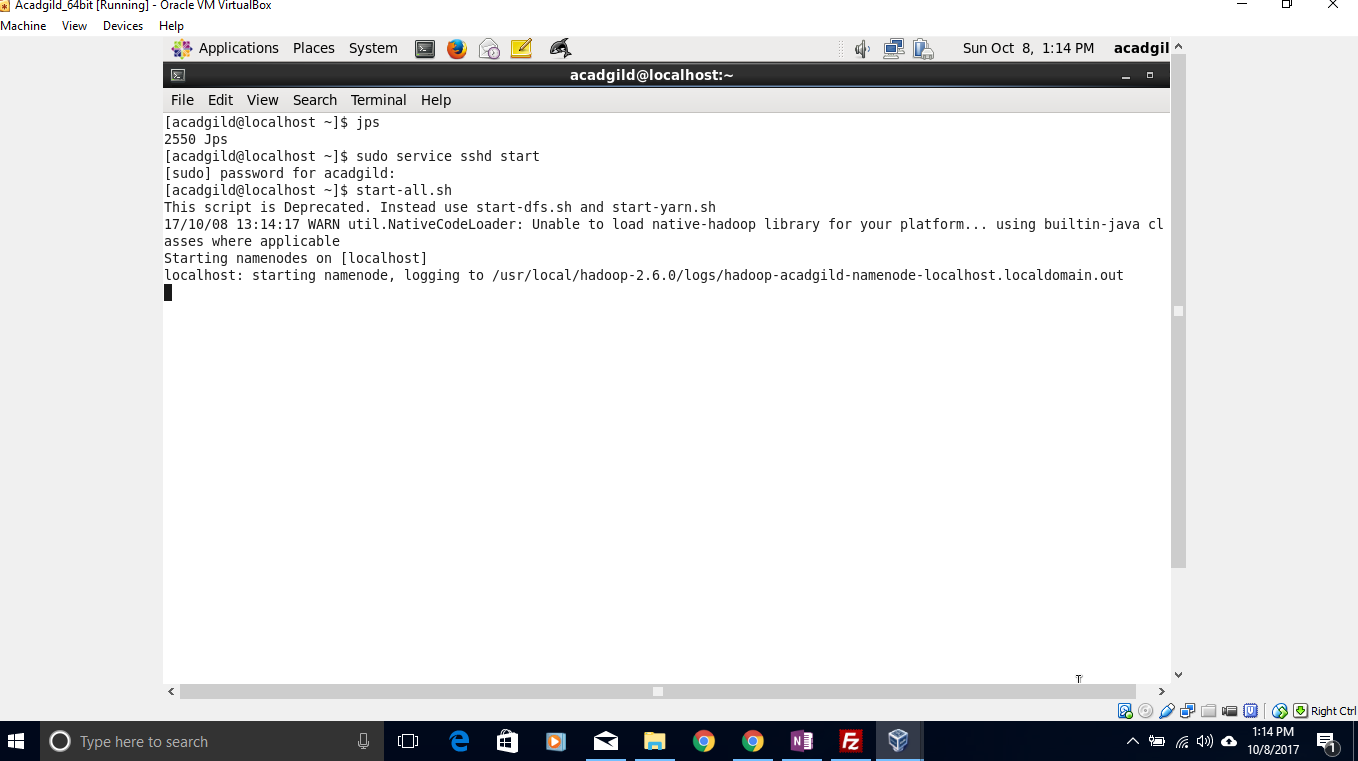 Acadgild_64bit [Running] - Oracle VM VirtualBox
Machine View Devices Help
Applications Places System Sun Oct 8, 1:14 PM acadgil
acadgild@localhost:~
File Edit View Search Terminal Help
[acadgild@localhost ~]$ jps
2550 Jps
[acadgild@localhost ~]$ sudo service sshd start
[sudo] password for acadgild:
[acadgild@localhost ~]$ start-all.sh
This script is Deprecated. Instead use start-dfs.sh and start-yarn.sh
17/10/08 13:14:17 WARN util.NativeCodeLoader: Unable to load native-hadoop library for your platform... using builtin-java cl
asses where applicable
Starting namenodes on [localhost]
localhost: starting namenode, logging to /usr/local/hadoop-2.6.0/logs/hadoop-acadgild-namenode-localhost.localdomain.out
Right Ctrl
Type here to search
1:14 PM
10/8/2017
1